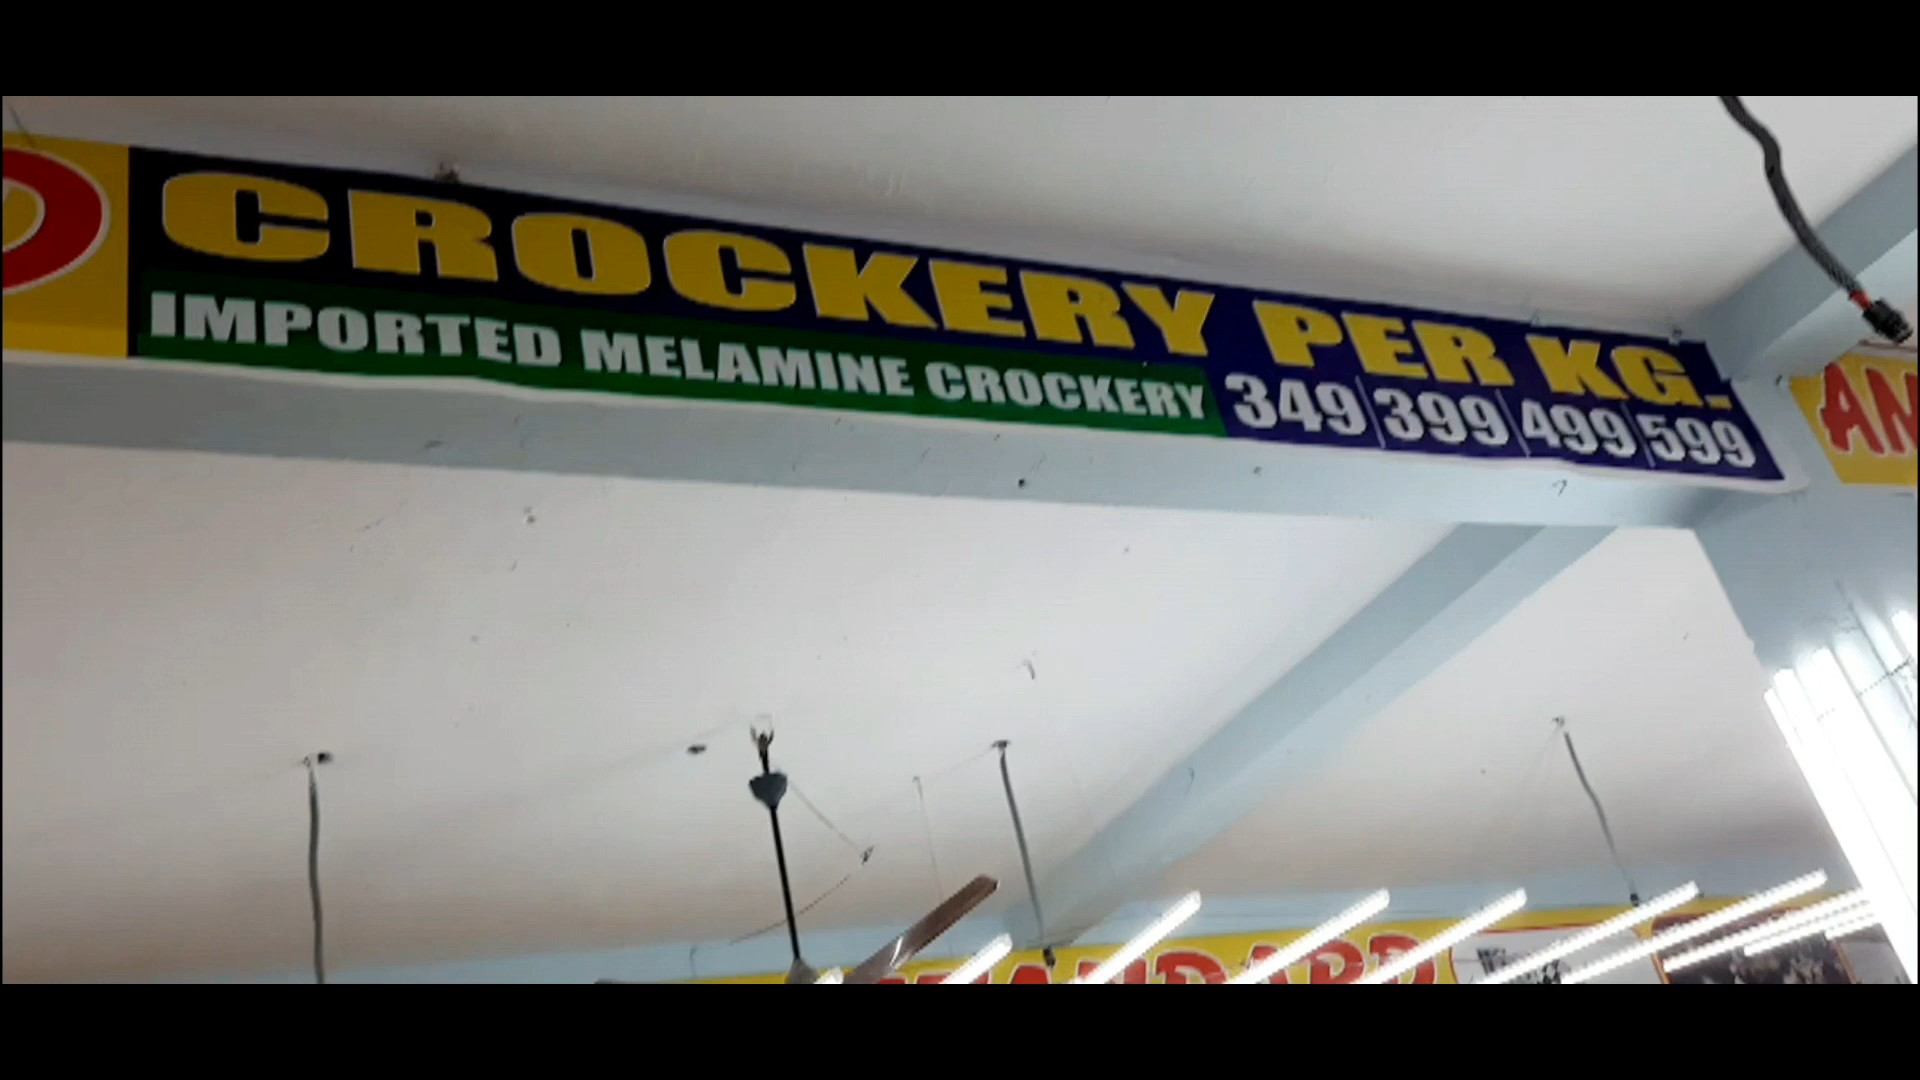 CROCKERY PER KG.
IMPORTED MELAMINE CROCKERY 349|399|499|599